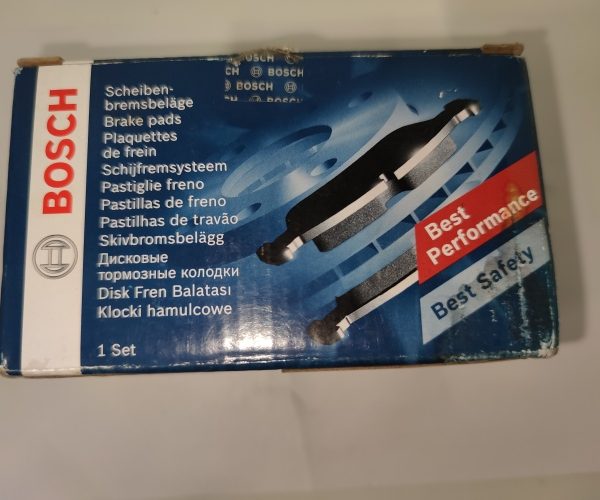 BOSCH
Scheiben-
bremsbeläge
Brake pads
Plaquettes
de frein
Schijfremsysteem
Pastiglie freno
Pastillas de freno
Pastilhas de travão
Skivbromsbelägg
Дисковые
тормозные колодки
Disk Fren Balatası
Klocki hamulcowe
1 Set
BOSCH
BOSCH
Best
Performance
Best Safety